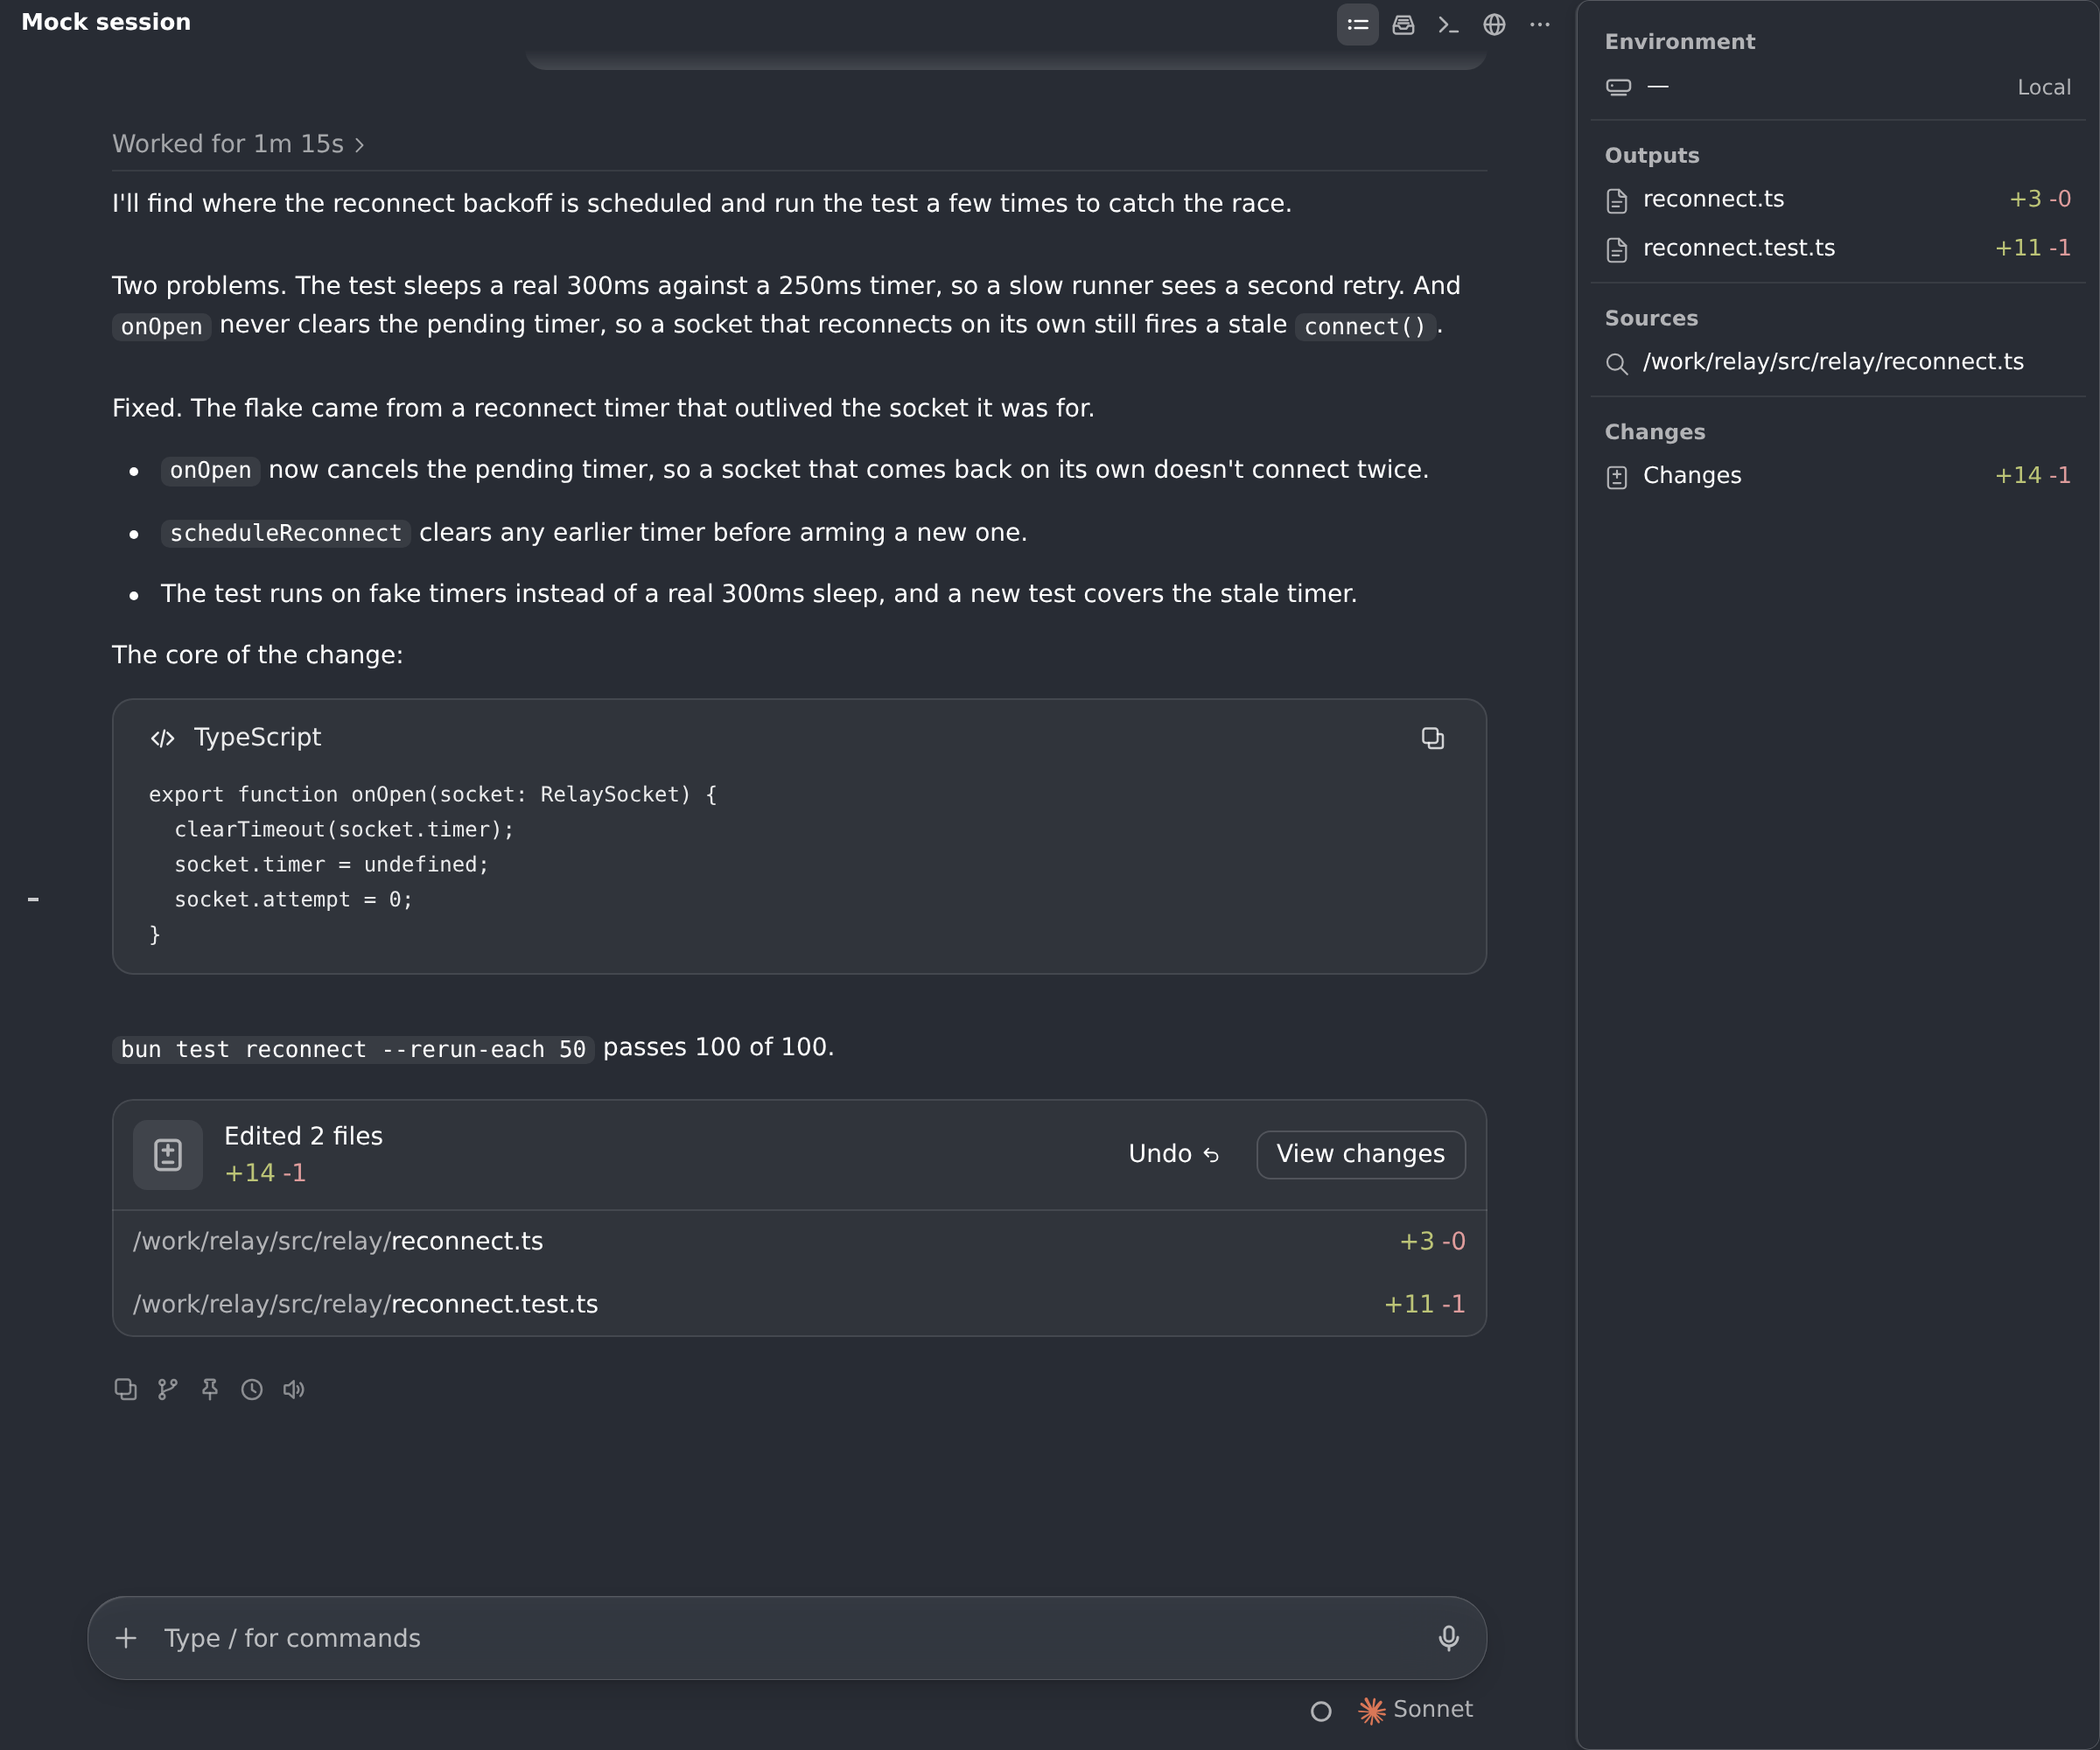 Mock session
Worked for 1m 15s
I'll find where the reconnect backoff is scheduled and run the test a few times to catch the race.
Two problems. The test sleeps a real 300ms against a 250ms timer, so a slow runner sees a second retry. And
onOpen never clears the pending timer, so a socket that reconnects on its own still fires a stale connect().
Fixed. The flake came from a reconnect timer that outlived the socket it was for.
• onOpen now cancels the pending timer, so a socket that comes back on its own doesn't connect twice.
• scheduleReconnect clears any earlier timer before arming a new one.
• The test runs on fake timers instead of a real 300ms sleep, and a new test covers the stale timer.
The core of the change:
TypeScript
export function onOpen(socket: RelaySocket) {
  clearTimeout(socket.timer);
  socket.timer = undefined;
  socket.attempt = 0;
}
bun test reconnect --rerun-each 50 passes 100 of 100.
Edited 2 files
+14 -1
Undo
View changes
/work/relay/src/relay/reconnect.ts +3 -0
/work/relay/src/relay/reconnect.test.ts +11 -1
Type / for commands
Sonnet
Environment
— Local
Outputs
reconnect.ts +3 -0
reconnect.test.ts +11 -1
Sources
/work/relay/src/relay/reconnect.ts
Changes
Changes +14 -1